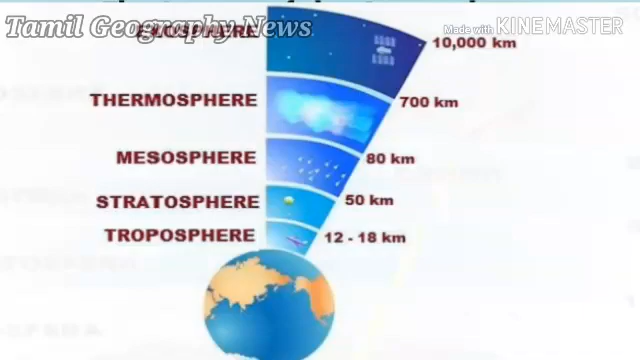 Tamil Geography News
Made with KINEMASTER
EXOSPHERE
10,000 km
THERMOSPHERE
700 km
MESOSPHERE
80 km
STRATOSPHERE
50 km
TROPOSPHERE
12 - 18 km